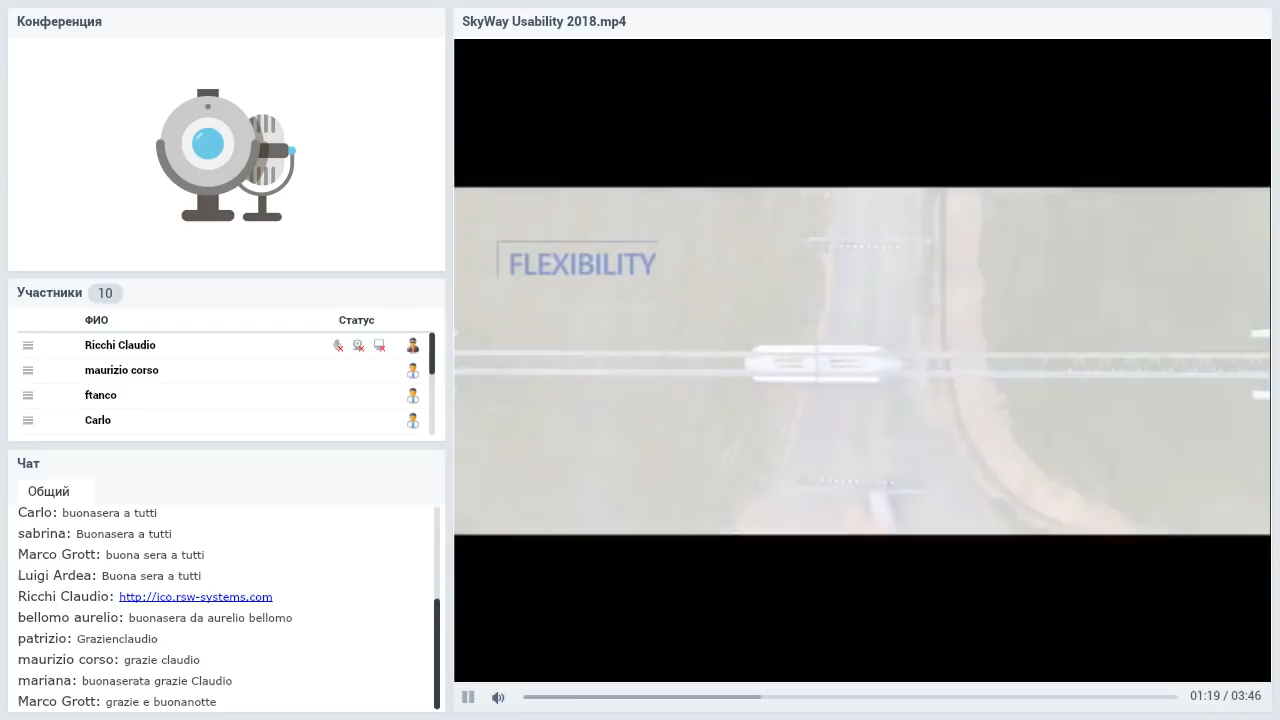 Конференция
Участники 10
ФИО Статус
Ricchi Claudio
maurizio corso
ftanco
Carlo
Чат
Общий
Carlo: buonasera a tutti
sabrina: Buonasera a tutti
Marco Grott: buona sera a tutti
Luigi Ardea: Buona sera a tutti
Ricchi Claudio: http://ico.rsw-systems.com
bellomo aurelio: buonasera da aurelio bellomo
patrizio: Grazienclaudio
maurizio corso: grazie claudio
mariana: buonaserata grazie Claudio
Marco Grott: grazie e buonanotte
SkyWay Usability 2018.mp4
FLEXIBILITY
01:19 / 03:46